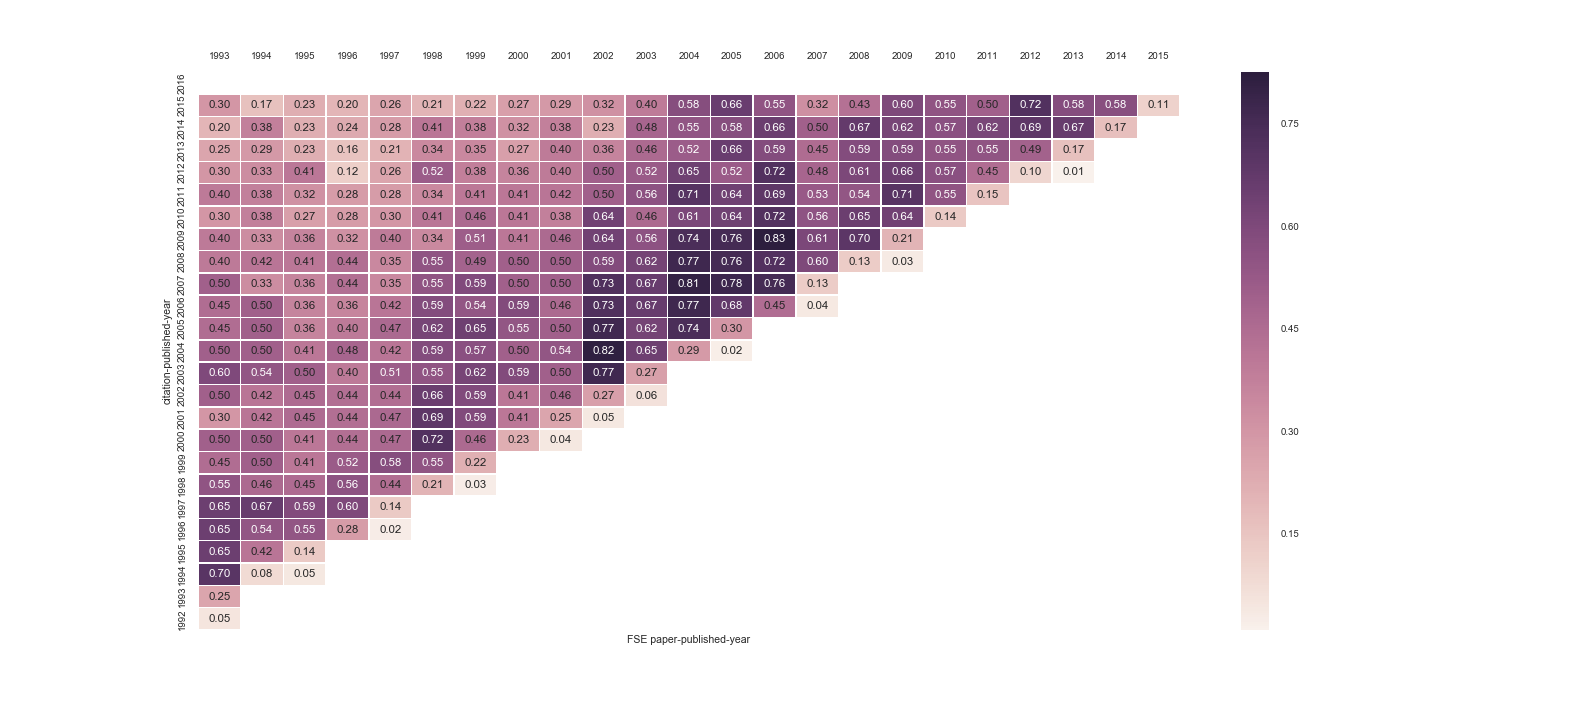 1993 1994 1995 1996 1997 1998 1999 2000 2001 2002 2003 2004 2005 2006 2007 2008 2009 2010 2011 2012 2013 2014 2015
2016
2015 0.30 0.17 0.23 0.20 0.26 0.21 0.22 0.27 0.29 0.32 0.40 0.58 0.66 0.55 0.32 0.43 0.60 0.55 0.50 0.72 0.58 0.58 0.11
2014 0.20 0.38 0.23 0.24 0.28 0.41 0.38 0.32 0.38 0.23 0.48 0.55 0.58 0.66 0.50 0.67 0.62 0.57 0.62 0.69 0.67 0.17
2013 0.25 0.29 0.23 0.16 0.21 0.34 0.35 0.27 0.40 0.36 0.46 0.52 0.66 0.59 0.45 0.59 0.59 0.55 0.55 0.49 0.17
2012 0.30 0.33 0.41 0.12 0.26 0.52 0.38 0.36 0.40 0.50 0.52 0.65 0.52 0.72 0.48 0.61 0.66 0.57 0.45 0.10 0.01
2011 0.40 0.38 0.32 0.28 0.28 0.34 0.41 0.41 0.42 0.50 0.56 0.71 0.64 0.69 0.53 0.54 0.71 0.55 0.15
2010 0.30 0.38 0.27 0.28 0.30 0.41 0.46 0.41 0.38 0.64 0.46 0.61 0.64 0.72 0.56 0.65 0.64 0.14
2009 0.40 0.33 0.36 0.32 0.40 0.34 0.51 0.41 0.46 0.64 0.56 0.74 0.76 0.83 0.61 0.70 0.21
2008 0.40 0.42 0.41 0.44 0.35 0.55 0.49 0.50 0.50 0.59 0.62 0.77 0.76 0.72 0.60 0.13 0.03
2007 0.50 0.33 0.36 0.44 0.35 0.55 0.59 0.50 0.50 0.73 0.67 0.81 0.78 0.76 0.13
2006 0.45 0.50 0.36 0.36 0.42 0.59 0.54 0.59 0.46 0.73 0.67 0.77 0.68 0.45 0.04
2005 0.45 0.50 0.36 0.40 0.47 0.62 0.65 0.55 0.50 0.77 0.62 0.74 0.30
2004 0.50 0.50 0.41 0.48 0.42 0.59 0.57 0.50 0.54 0.82 0.65 0.29 0.02
2003 0.60 0.54 0.50 0.40 0.51 0.55 0.62 0.59 0.50 0.77 0.27
2002 0.50 0.42 0.45 0.44 0.44 0.66 0.59 0.41 0.46 0.27 0.06
2001 0.30 0.42 0.45 0.44 0.47 0.69 0.59 0.41 0.25 0.05
2000 0.50 0.50 0.41 0.44 0.47 0.72 0.46 0.23 0.04
1999 0.45 0.50 0.41 0.52 0.58 0.55 0.22
1998 0.55 0.46 0.45 0.56 0.44 0.21 0.03
1997 0.65 0.67 0.59 0.60 0.14
1996 0.65 0.54 0.55 0.28 0.02
1995 0.65 0.42 0.14
1994 0.70 0.08 0.05
1993 0.25
1992 0.05
citation-published-year
FSE paper-published-year
0.75
0.60
0.45
0.30
0.15